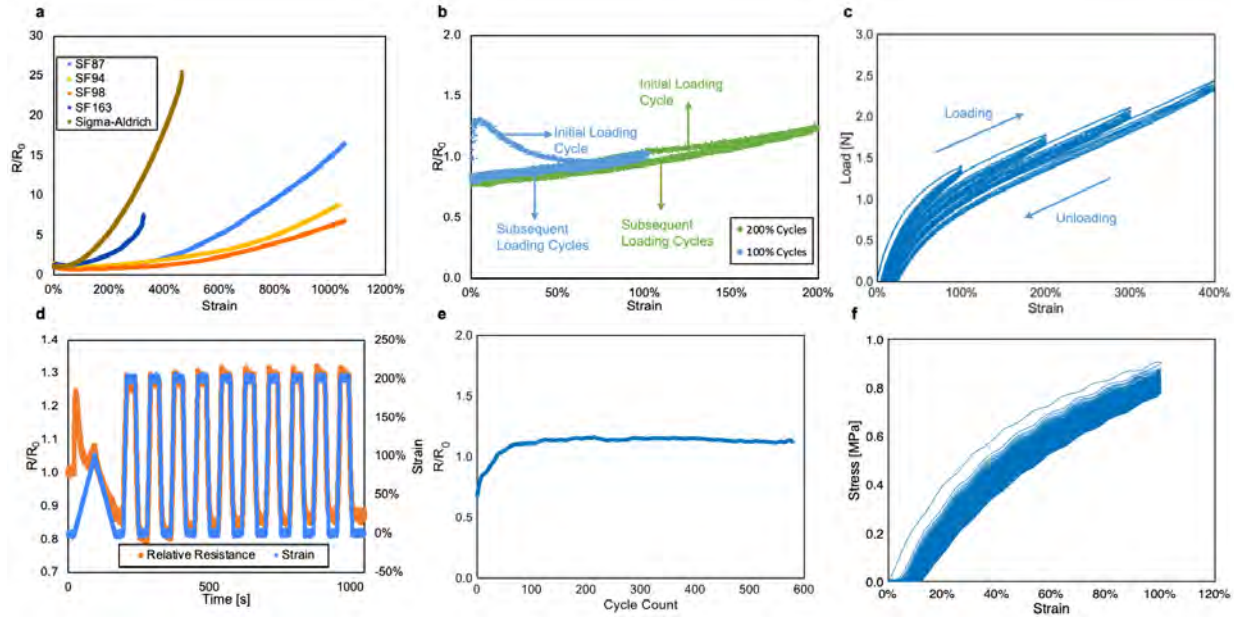 a
30
25
20
15
10
5
0
R/R0
SF87
SF94
SF98
SF163
Sigma-Aldrich
0% 200% 400% 600% 800% 1000% 1200%
Strain
b
2.0
1.5
1.0
0.5
0.0
R/R0
Initial Loading
Cycle
Initial Loading
Cycle
Subsequent
Loading Cycles
Subsequent
Loading Cycles
200% Cycles
100% Cycles
0% 50% 100% 150% 200%
Strain
c
3.0
2.5
2.0
1.5
1.0
0.5
0.0
Load [N]
Loading
Unloading
0% 100% 200% 300% 400%
Strain
d
1.4
1.3
1.2
1.1
1.0
0.9
0.8
0.7
R/R0
250%
200%
150%
100%
50%
0%
-50%
Strain
Relative Resistance Strain
0 500 1000
Time [s]
e
2.0
1.5
1.0
0.5
0.0
R/R0
0 100 200 300 400 500 600
Cycle Count
f
1.0
0.8
0.6
0.4
0.2
0.0
Stress [MPa]
0% 20% 40% 60% 80% 100% 120%
Strain